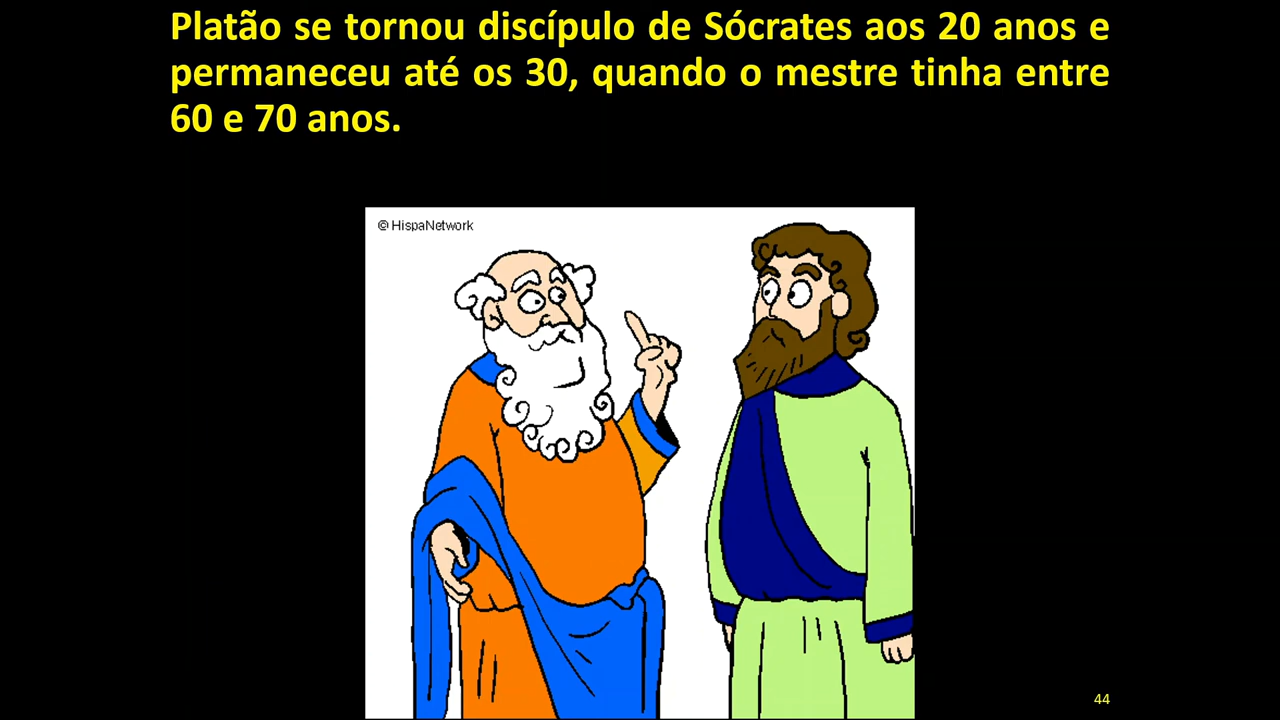 Platão se tornou discípulo de Sócrates aos 20 anos e
permaneceu até os 30, quando o mestre tinha entre
60 e 70 anos.
© HispaNetwork
44